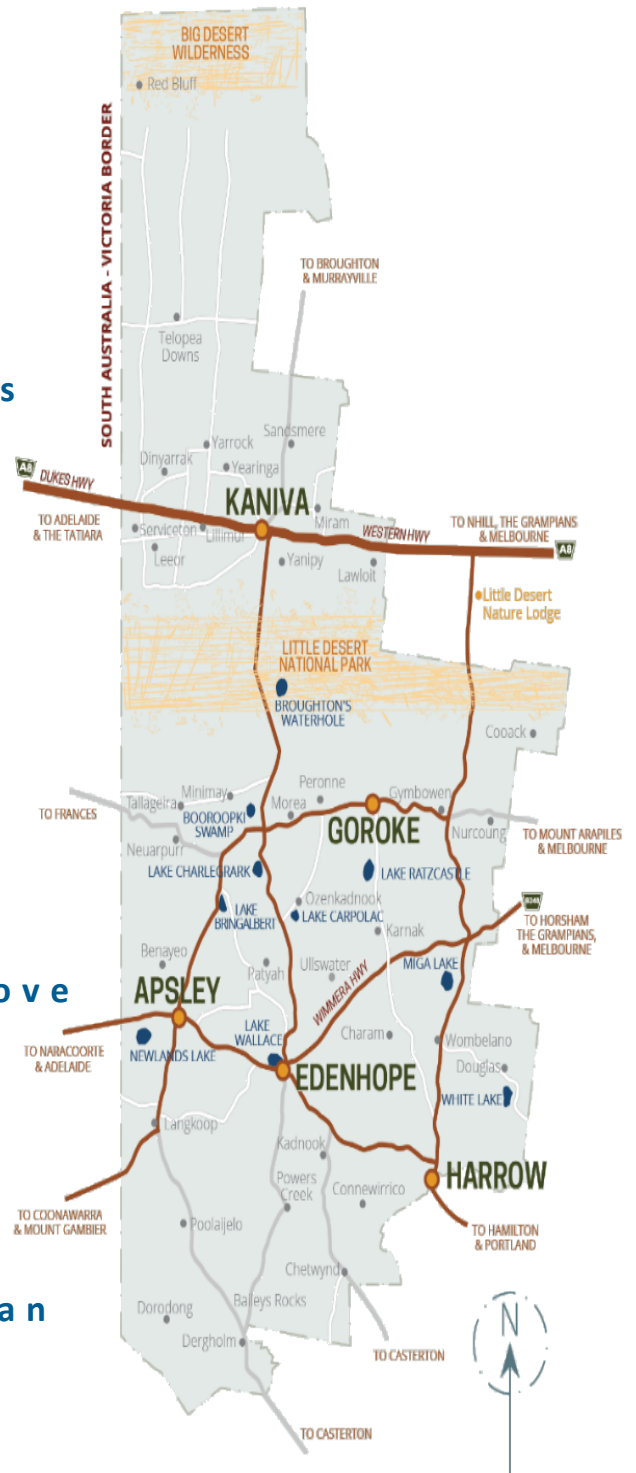 BIG DESERT
WILDERNESS
Red Bluff
SOUTH AUSTRALIA - VICTORIA BORDER
TO BROUGHTON
& MURRAYVILLE
Telopea
Downs
s
Sandsmere
Yarrock
Dinyarrak
Yearinga
A8
DUKES HWY
KANIVA
TO ADELAIDE
& THE TATIARA
Serviceton
Lillimur
Miram
WESTERN HWY
TO NHILL, THE GRAMPIANS
& MELBOURNE
A8
Leeor
Yanipy
Lawloit
Little Desert
Nature Lodge
LITTLE DESERT
NATIONAL PARK
BROUGHTON'S
WATERHOLE
Cooack
Peronne
Minimay
Tallageira
Morea
Gymbowen
TO FRANCES
BOOROOPKI
SWAMP
GOROKE
Nurcoung
TO MOUNT ARAPILES
& MELBOURNE
Neuarpurr
LAKE CHARLEGRARK
LAKE RATZCASTLE
Ozenkadnook
LAKE
BRINGALBERT
LAKE CARPOLAC
Karnak
TO HORSHAM
THE GRAMPIANS,
& MELBOURNE
Benayeo
Patyah
Ullswater
WIMMERA HWY
MIGA LAKE
ove
APSLEY
LAKE
WALLACE
Charam
Wombelano
TO NARACOORTE
& ADELAIDE
NEWLANDS LAKE
EDENHOPE
Douglas
WHITE LAKE
Langkoop
Kadnook
HARROW
Powers
Creek
Connewirrico
TO COONAWARRA
& MOUNT GAMBIER
Poolaijelo
TO HAMILTON
& PORTLAND
Chetwynd
an
Dorodong
Baileys Rocks
N
Dergholm
TO CASTERTON
TO CASTERTON